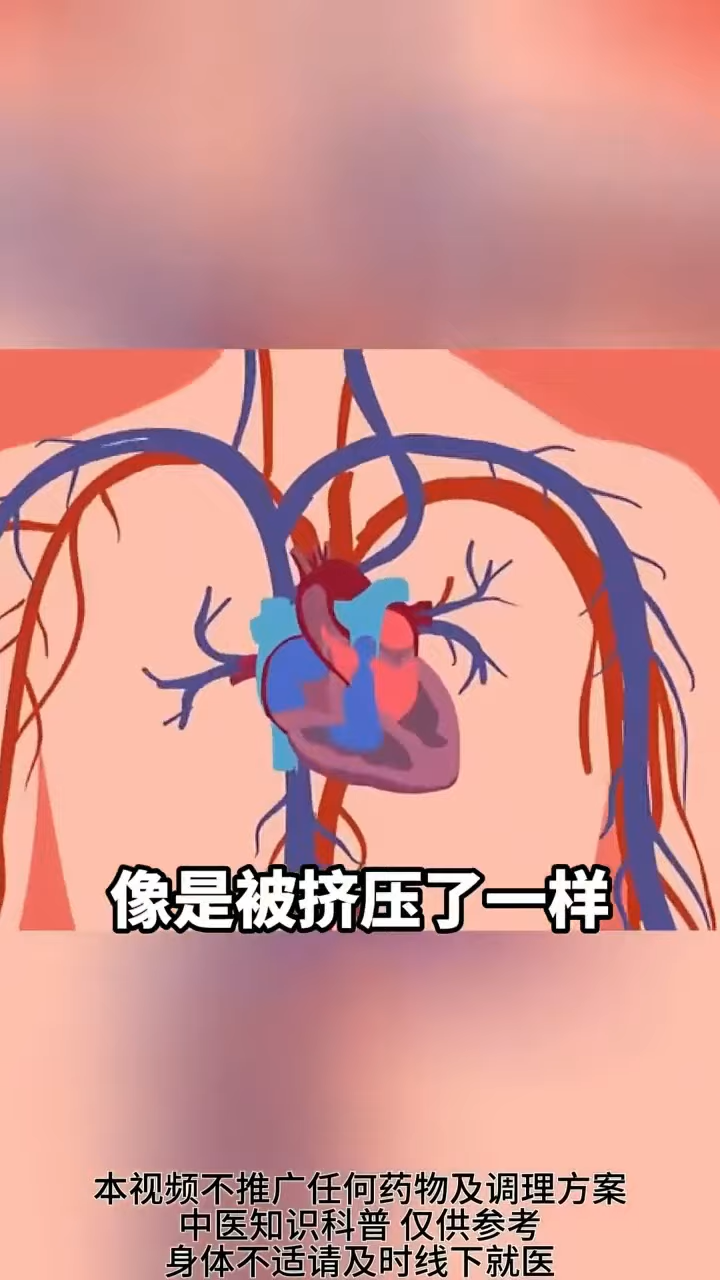 像是被挤压了一样
本视频不推广任何药物及调理方案
中医知识科普 仅供参考
身体不适请及时线下就医